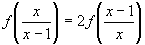 f(x/(x−1)) = 2f((x−1)/x)